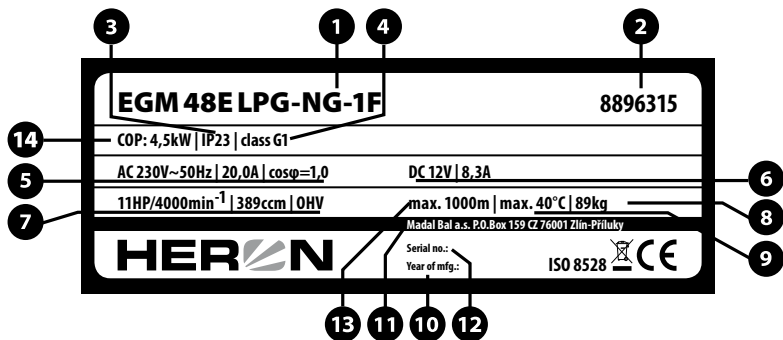 3 1 4 2
EGM 48E LPG-NG-1F 8896315
14 COP: 4,5kW | IP23 | class G1
5 AC 230V~50Hz | 20,0A | cosφ=1,0 DC 12V | 8,3A 6
7 11HP/4000min⁻¹ | 389ccm | OHV max. 1000m | max. 40°C | 89kg 8
Madal Bal a.s. P.O.Box 159 CZ 76001 Zlín-Příluky
9
HERON Serial no.:
Year of mfg.: ISO 8528 CE
13 11 10 12